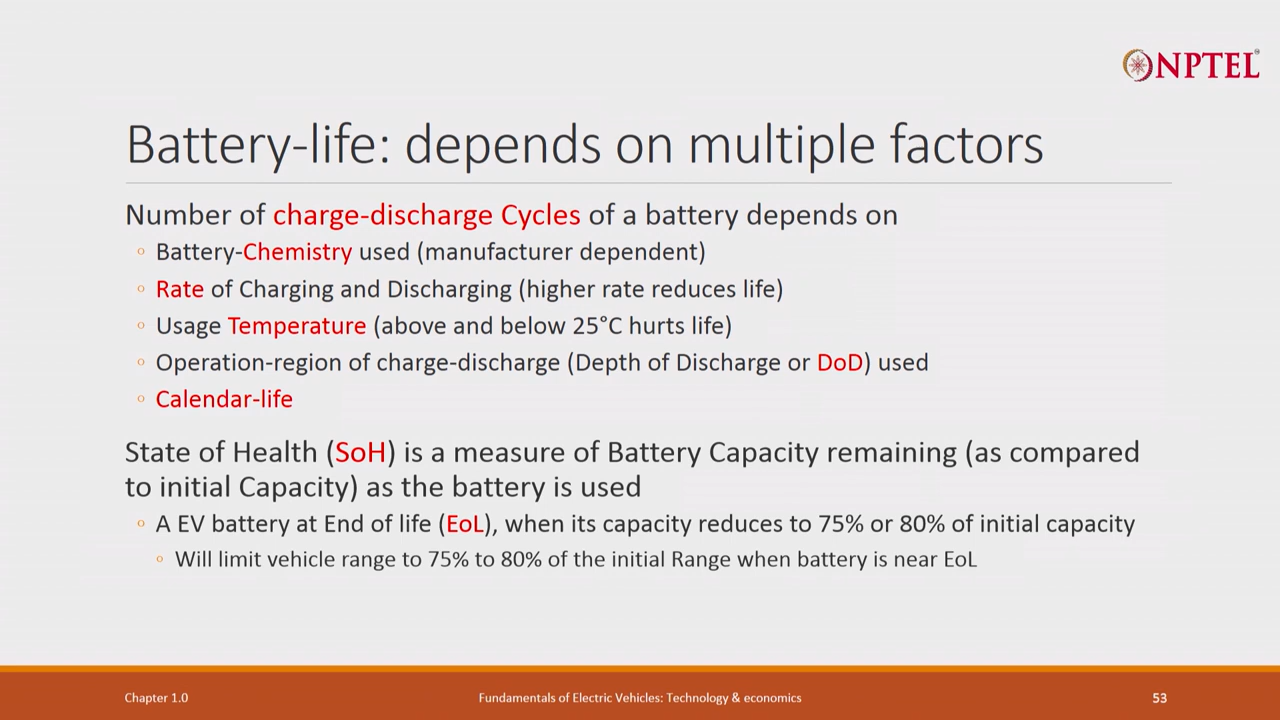 NPTEL
Battery-life: depends on multiple factors
Number of charge-discharge Cycles of a battery depends on
◦ Battery-Chemistry used (manufacturer dependent)
◦ Rate of Charging and Discharging (higher rate reduces life)
◦ Usage Temperature (above and below 25°C hurts life)
◦ Operation-region of charge-discharge (Depth of Discharge or DoD) used
◦ Calendar-life
State of Health (SoH) is a measure of Battery Capacity remaining (as compared
to initial Capacity) as the battery is used
◦ A EV battery at End of life (EoL), when its capacity reduces to 75% or 80% of initial capacity
◦ Will limit vehicle range to 75% to 80% of the initial Range when battery is near EoL
Chapter 1.0 Fundamentals of Electric Vehicles: Technology & economics 53